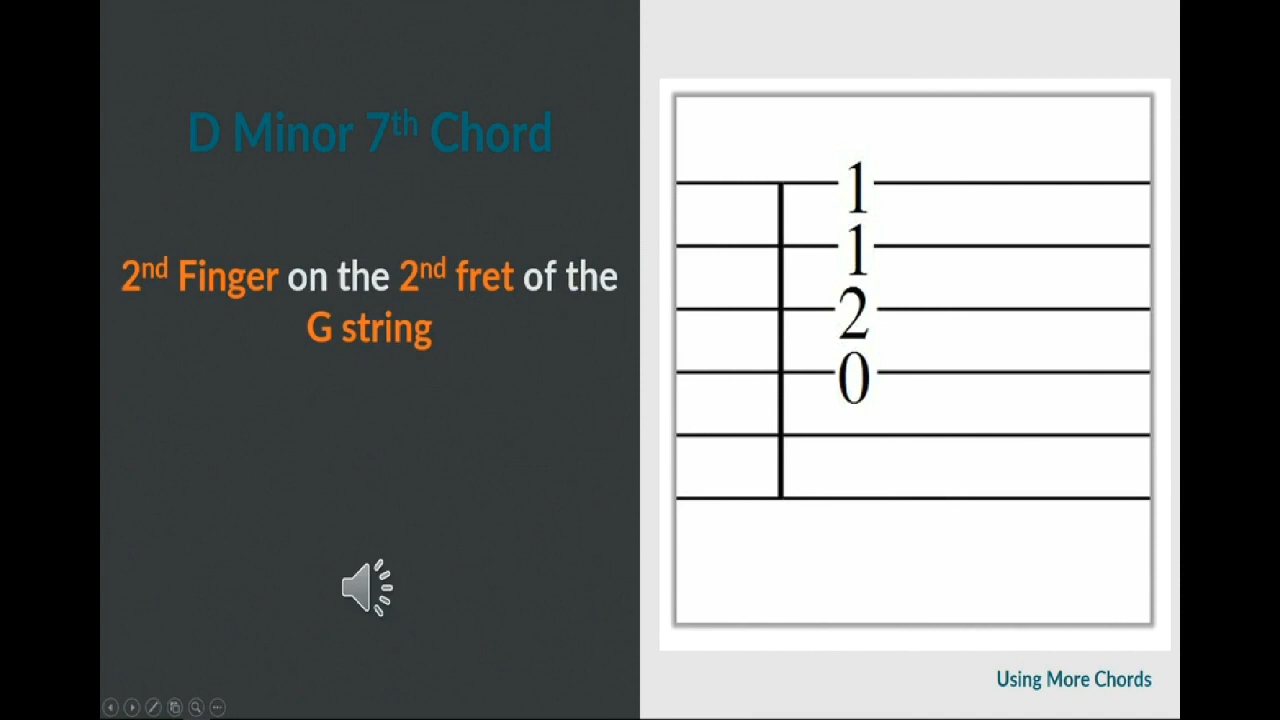 D Minor 7th Chord
2nd Finger on the 2nd fret of the
G string
1
1
2
0
Using More Chords